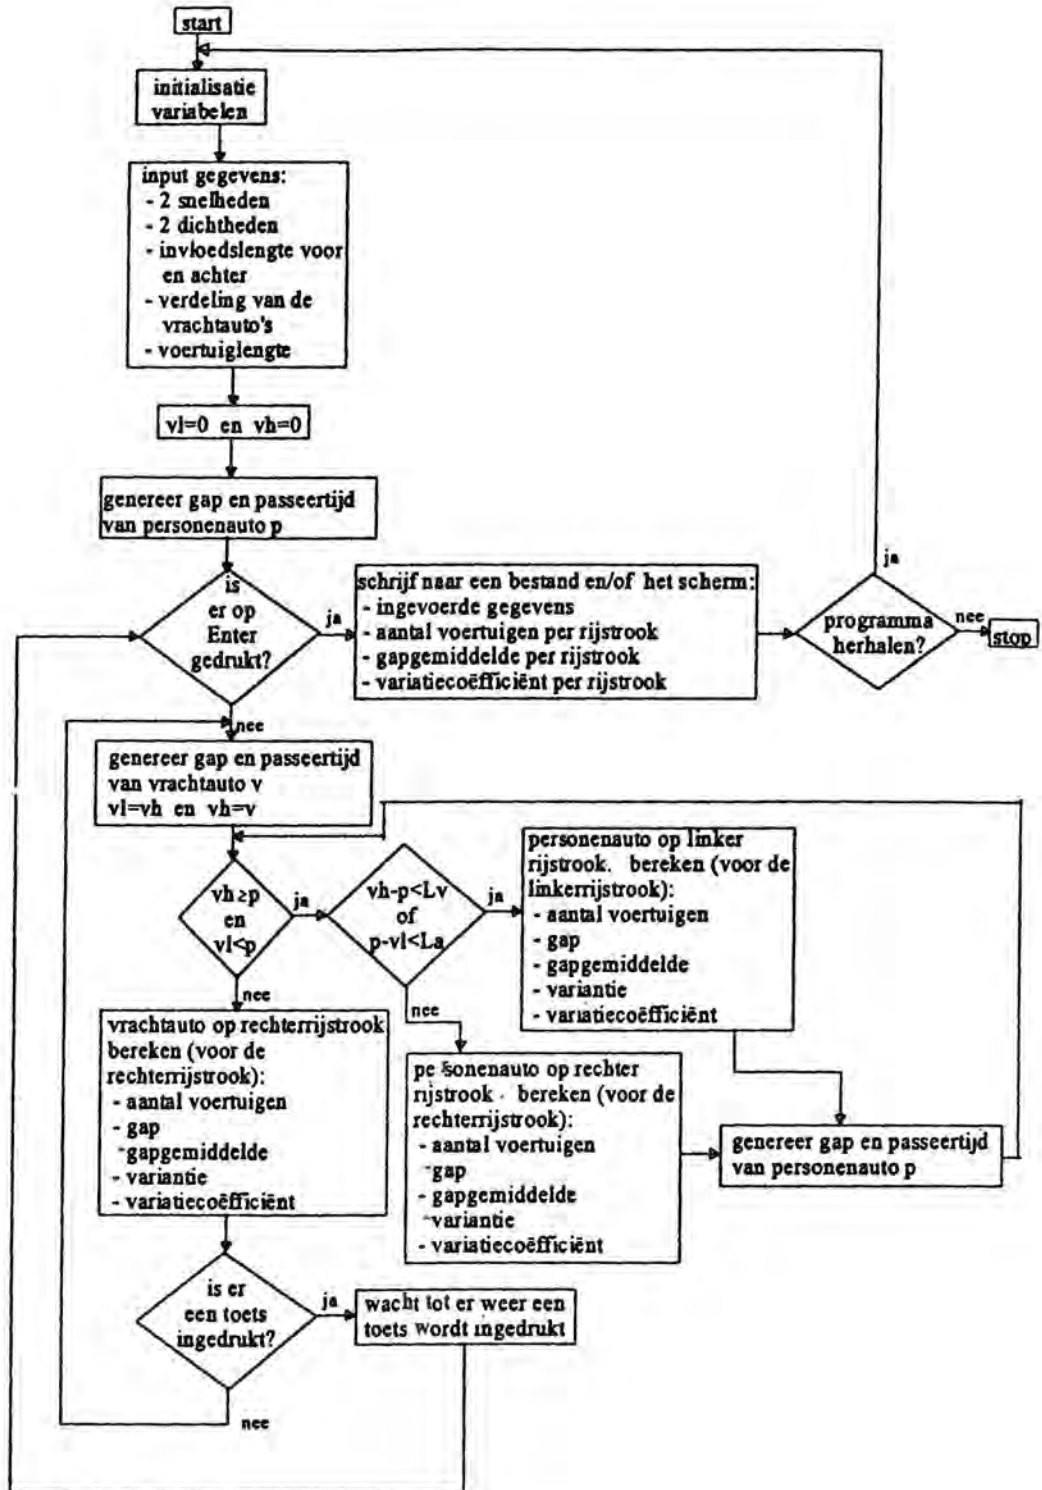 start
initialisatie
variabelen
input gegevens:
- 2 snelheden
- 2 dichtheden
- invloedslengte voor
en achter
- verdeling van de
vrachtauto's
- voertuiglengte
vl=0 en vh=0
genereer gap en passeertijd
van personenauto p
is
er op
Enter
gedrukt?
ja
schrijf naar een bestand en/of het scherm:
- ingevoerde gegevens
- aantal voertuigen per rijstrook
- gapgemiddelde per rijstrook
- variatiecoëfficiënt per rijstrook
ja
programma
herhalen?
nee
stop
nee
genereer gap en passeertijd
van vrachtauto v
vl=vh en vh=v
vh≥p
en
vl<p
ja
vh-p<Lv
of
p-vl<La
ja
personenauto op linker
rijstrook. bereken (voor de
linkerrijstrook):
- aantal voertuigen
- gap
- gapgemiddelde
- variantie
- variatiecoëfficiënt
nee
vrachtauto op rechterrijstrook
bereken (voor de
rechterrijstrook):
- aantal voertuigen
- gap
-gapgemiddelde
- variantie
- variatiecoëfficiënt
nee
pe sonenauto op rechter
rijstrook . bereken (voor de
rechterrijstrook):
- aantal voertuigen
-gap
- gapgemiddelde
-variantie
- variatiecoëfficiënt
genereer gap en passeertijd
van personenauto p
is er
een toets
ingedrukt?
ja
wacht tot er weer een
toets wordt ingedrukt
nee